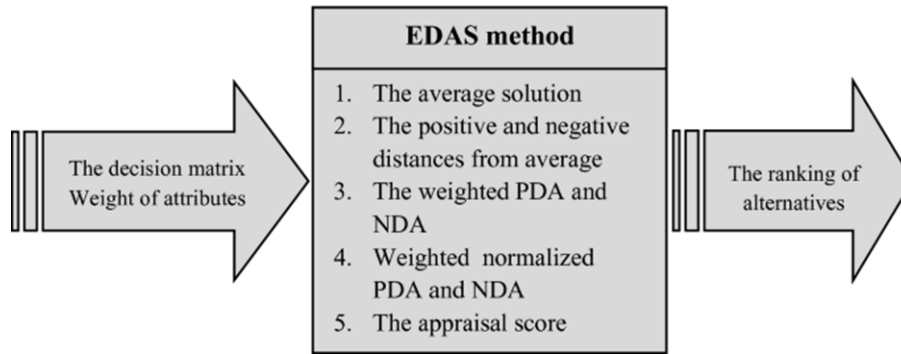 The decision matrix
Weight of attributes
EDAS method
1. The average solution
2. The positive and negative
distances from average
3. The weighted PDA and
NDA
4. Weighted normalized
PDA and NDA
5. The appraisal score
The ranking of
alternatives